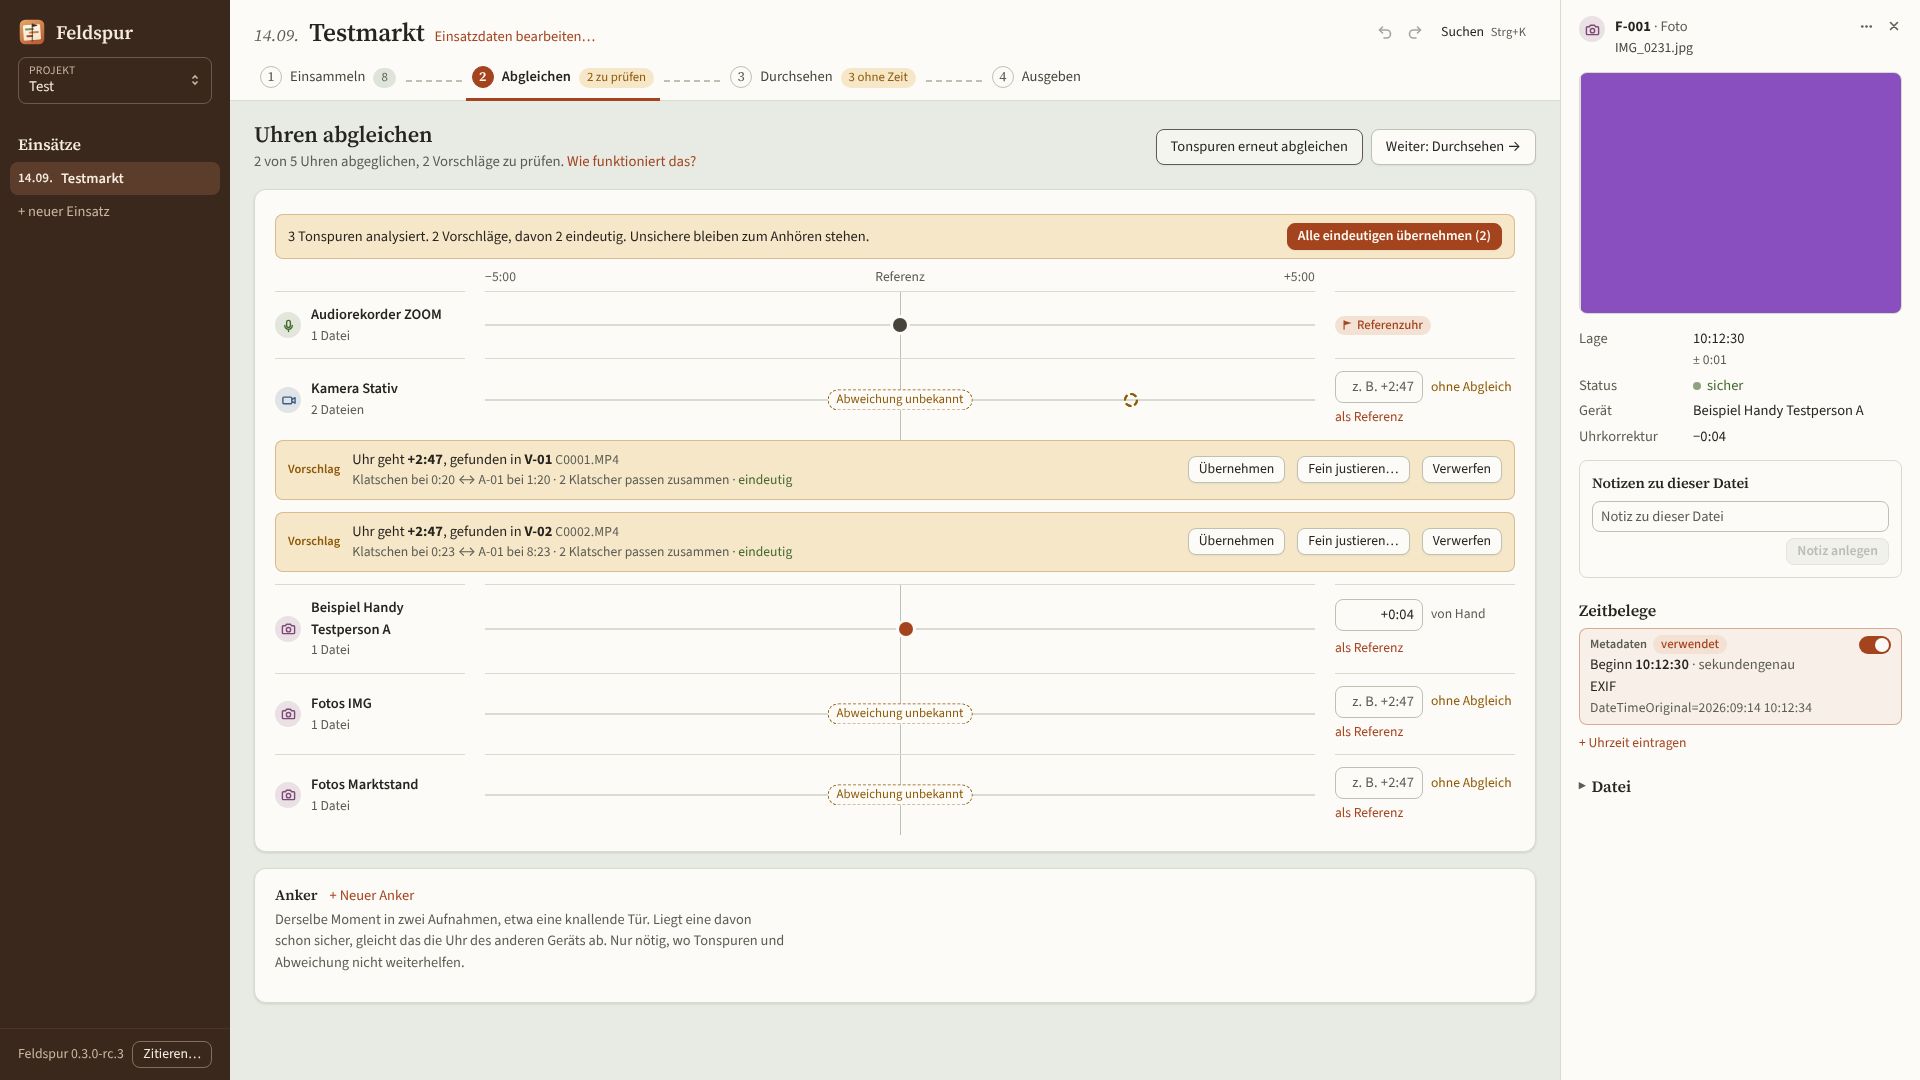 Feldspur
PROJEKT
Test
Einsätze
14.09. Testmarkt
+ neuer Einsatz
Feldspur 0.3.0-rc.3
Zitieren…
14.09. Testmarkt Einsatzdaten bearbeiten…
Suchen Strg+K
1 Einsammeln 8
2 Abgleichen 2 zu prüfen
3 Durchsehen 3 ohne Zeit
4 Ausgeben
Uhren abgleichen
2 von 5 Uhren abgeglichen, 2 Vorschläge zu prüfen. Wie funktioniert das?
Tonspuren erneut abgleichen
Weiter: Durchsehen →
3 Tonspuren analysiert. 2 Vorschläge, davon 2 eindeutig. Unsichere bleiben zum Anhören stehen.
Alle eindeutigen übernehmen (2)
−5:00 Referenz +5:00
Audiorekorder ZOOM
1 Datei
Referenzuhr
Kamera Stativ
2 Dateien
Abweichung unbekannt
z. B. +2:47 ohne Abgleich
als Referenz
Vorschlag
Uhr geht +2:47, gefunden in V-01 C0001.MP4
Klatschen bei 0:20 ↔ A-01 bei 1:20 · 2 Klatscher passen zusammen · eindeutig
Übernehmen Fein justieren… Verwerfen
Vorschlag
Uhr geht +2:47, gefunden in V-02 C0002.MP4
Klatschen bei 0:23 ↔ A-01 bei 8:23 · 2 Klatscher passen zusammen · eindeutig
Übernehmen Fein justieren… Verwerfen
Beispiel Handy
Testperson A
1 Datei
+0:04 von Hand
als Referenz
Fotos IMG
1 Datei
Abweichung unbekannt
z. B. +2:47 ohne Abgleich
als Referenz
Fotos Marktstand
1 Datei
Abweichung unbekannt
z. B. +2:47 ohne Abgleich
als Referenz
Anker + Neuer Anker
Derselbe Moment in zwei Aufnahmen, etwa eine knallende Tür. Liegt eine davon
schon sicher, gleicht das die Uhr des anderen Geräts ab. Nur nötig, wo Tonspuren und
Abweichung nicht weiterhelfen.
F-001 · Foto
IMG_0231.jpg
Lage 10:12:30
± 0:01
Status sicher
Gerät Beispiel Handy Testperson A
Uhrkorrektur −0:04
Notizen zu dieser Datei
Notiz zu dieser Datei
Notiz anlegen
Zeitbelege
Metadaten verwendet
Beginn 10:12:30 · sekundengenau
EXIF
DateTimeOriginal=2026:09:14 10:12:34
+ Uhrzeit eintragen
Datei